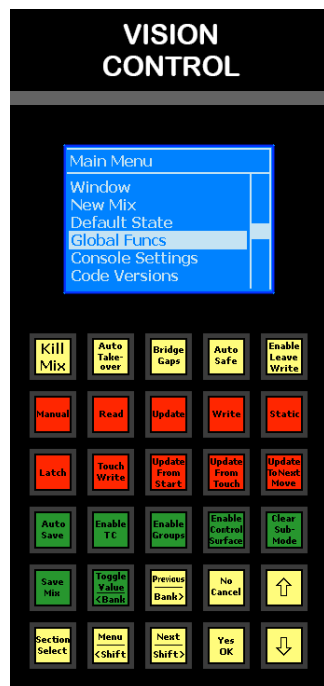 VISION
CONTROL
Main Menu
Window
New Mix
Default State
Global Funcs
Console Settings
Code Versions
Kill
Mix
Auto
Take-
over
Bridge
Gaps
Auto
Safe
Enable
Leave
Write
Manual
Read
Update
Write
Static
Latch
Touch
Write
Update
From
Start
Update
From
Touch
Update
ToNext
Move
Auto
Save
Enable
TC
Enable
Groups
Enable
Control
Surface
Clear
Sub-
Mode
Save
Mix
Toggle
Value
<Bank
Previous
Bank>
No
Cancel
Section
Select
Menu
<Shift
Next
Shift>
Yes
OK